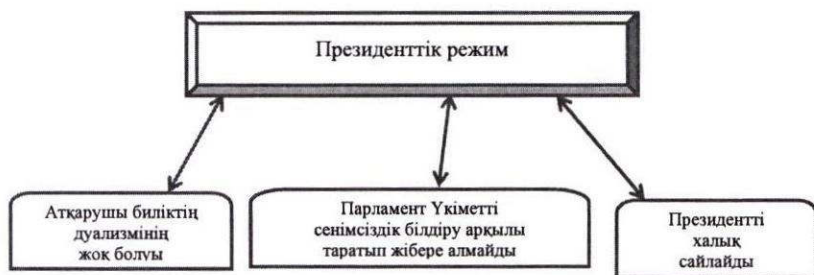 Президенттік режим
Атқарушы биліктің
дуализмінің
жоқ болуы
Парламент Үкіметті
сенімсіздік білдіру арқылы
таратып жібере алмайды
Президентті
халық
сайлайды